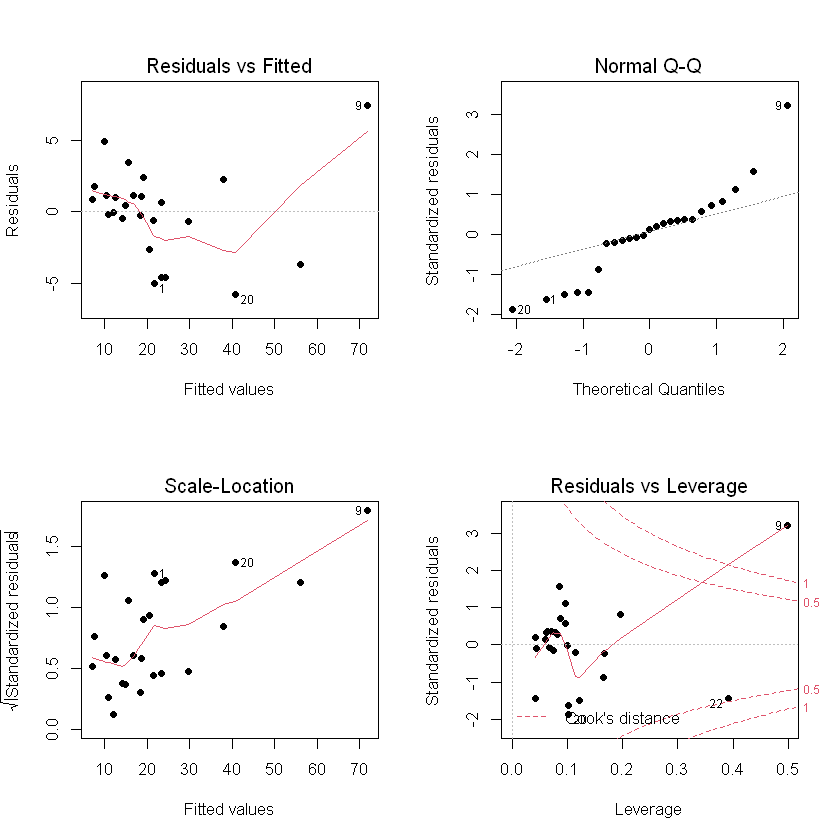 Residuals vs Fitted
Residuals
5
0
-5
9
1
20
10 20 30 40 50 60 70
Fitted values
Normal Q-Q
Standardized residuals
3
2
1
0
-1
-2
9
1
20
-2 -1 0 1 2
Theoretical Quantiles
Scale-Location
√|Standardized residuals|
1.5
1.0
0.5
0.0
9
1
20
10 20 30 40 50 60 70
Fitted values
Residuals vs Leverage
Standardized residuals
3
2
1
0
-1
-2
9
1
0.5
0.5
1
22
20
Cook's distance
0.0 0.1 0.2 0.3 0.4 0.5
Leverage